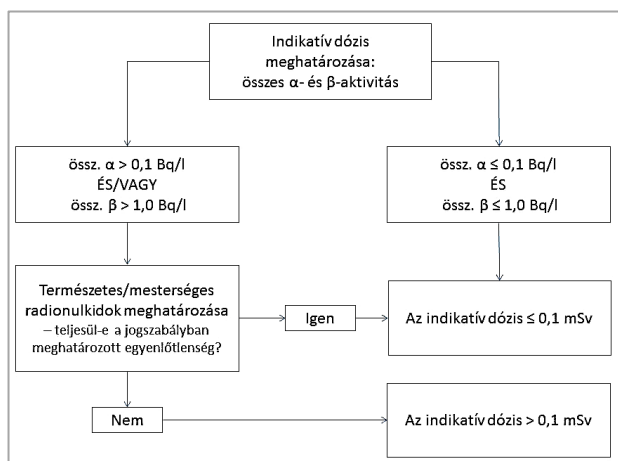 Indikatív dózis
meghatározása:
összes α- és β-aktivitás
össz. α > 0,1 Bq/l
ÉS/VAGY
össz. β > 1,0 Bq/l
össz. α ≤ 0,1 Bq/l
ÉS
össz. β ≤ 1,0 Bq/l
Természetes/mesterséges
radionulkidok meghatározása
– teljesül-e a jogszabályban
meghatározott egyenlőtlenség?
Igen
Az indikatív dózis ≤ 0,1 mSv
Nem
Az indikatív dózis > 0,1 mSv